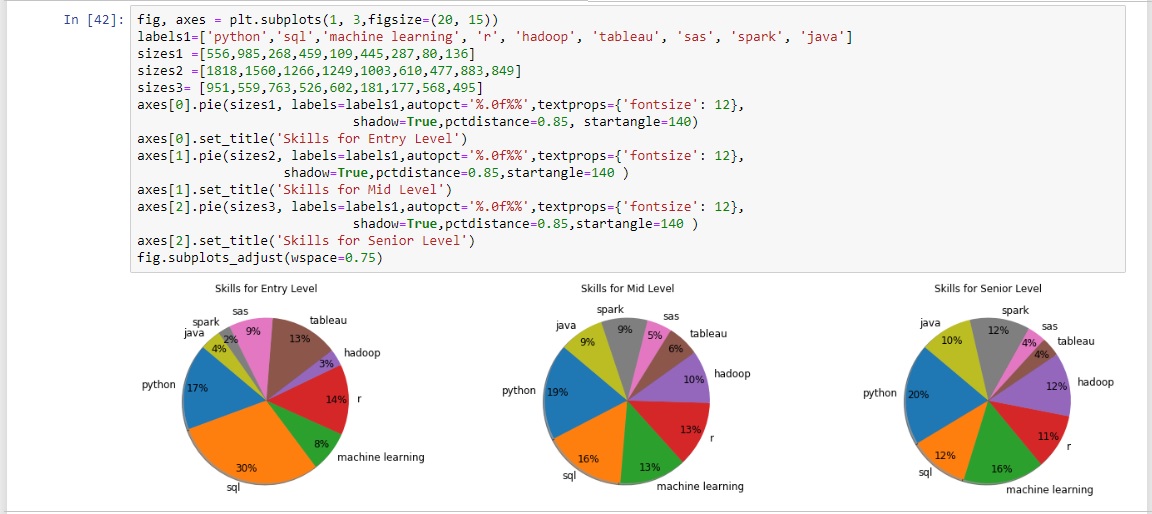 In [42]:
fig, axes = plt.subplots(1, 3,figsize=(20, 15))
labels1=['python','sql','machine learning', 'r', 'hadoop', 'tableau', 'sas', 'spark', 'java']
sizes1 =[556,985,268,459,109,445,287,80,136]
sizes2 =[1818,1560,1266,1249,1003,610,477,883,849]
sizes3= [951,559,763,526,602,181,177,568,495]
axes[0].pie(sizes1, labels=labels1,autopct='%.0f%%',textprops={'fontsize': 12},
shadow=True,pctdistance=0.85, startangle=140)
axes[0].set_title('Skills for Entry Level')
axes[1].pie(sizes2, labels=labels1,autopct='%.0f%%',textprops={'fontsize': 12},
shadow=True,pctdistance=0.85,startangle=140 )
axes[1].set_title('Skills for Mid Level')
axes[2].pie(sizes3, labels=labels1,autopct='%.0f%%',textprops={'fontsize': 12},
shadow=True,pctdistance=0.85,startangle=140 )
axes[2].set_title('Skills for Senior Level')
fig.subplots_adjust(wspace=0.75)
Skills for Entry Level
sas
spark
java
tableau
9%
2%
4%
13%
hadoop
3%
python
17%
14%
r
8%
machine learning
30%
sql
Skills for Mid Level
spark
sas
java
tableau
9%
5%
9%
6%
hadoop
10%
python
19%
13%
r
16%
13%
sql
machine learning
Skills for Senior Level
spark
java
sas
tableau
12%
10%
4%
4%
hadoop
12%
python
20%
11%
r
12%
16%
sql
machine learning